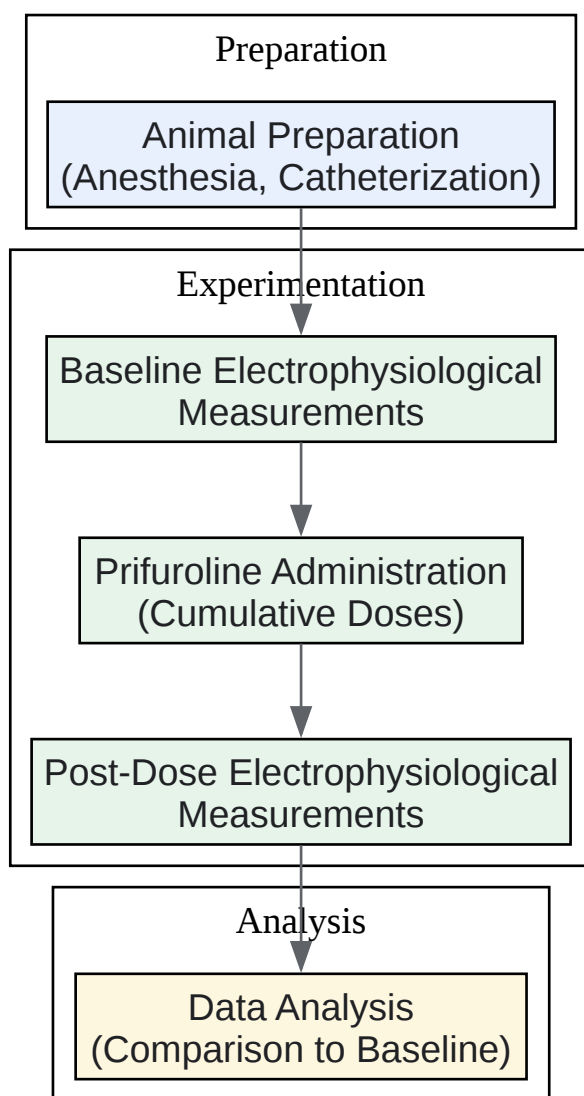 Preparation
Animal Preparation
(Anesthesia, Catheterization)
Experimentation
Baseline Electrophysiological
Measurements
Prifuroline Administration
(Cumulative Doses)
Post-Dose Electrophysiological
Measurements
Analysis
Data Analysis
(Comparison to Baseline)